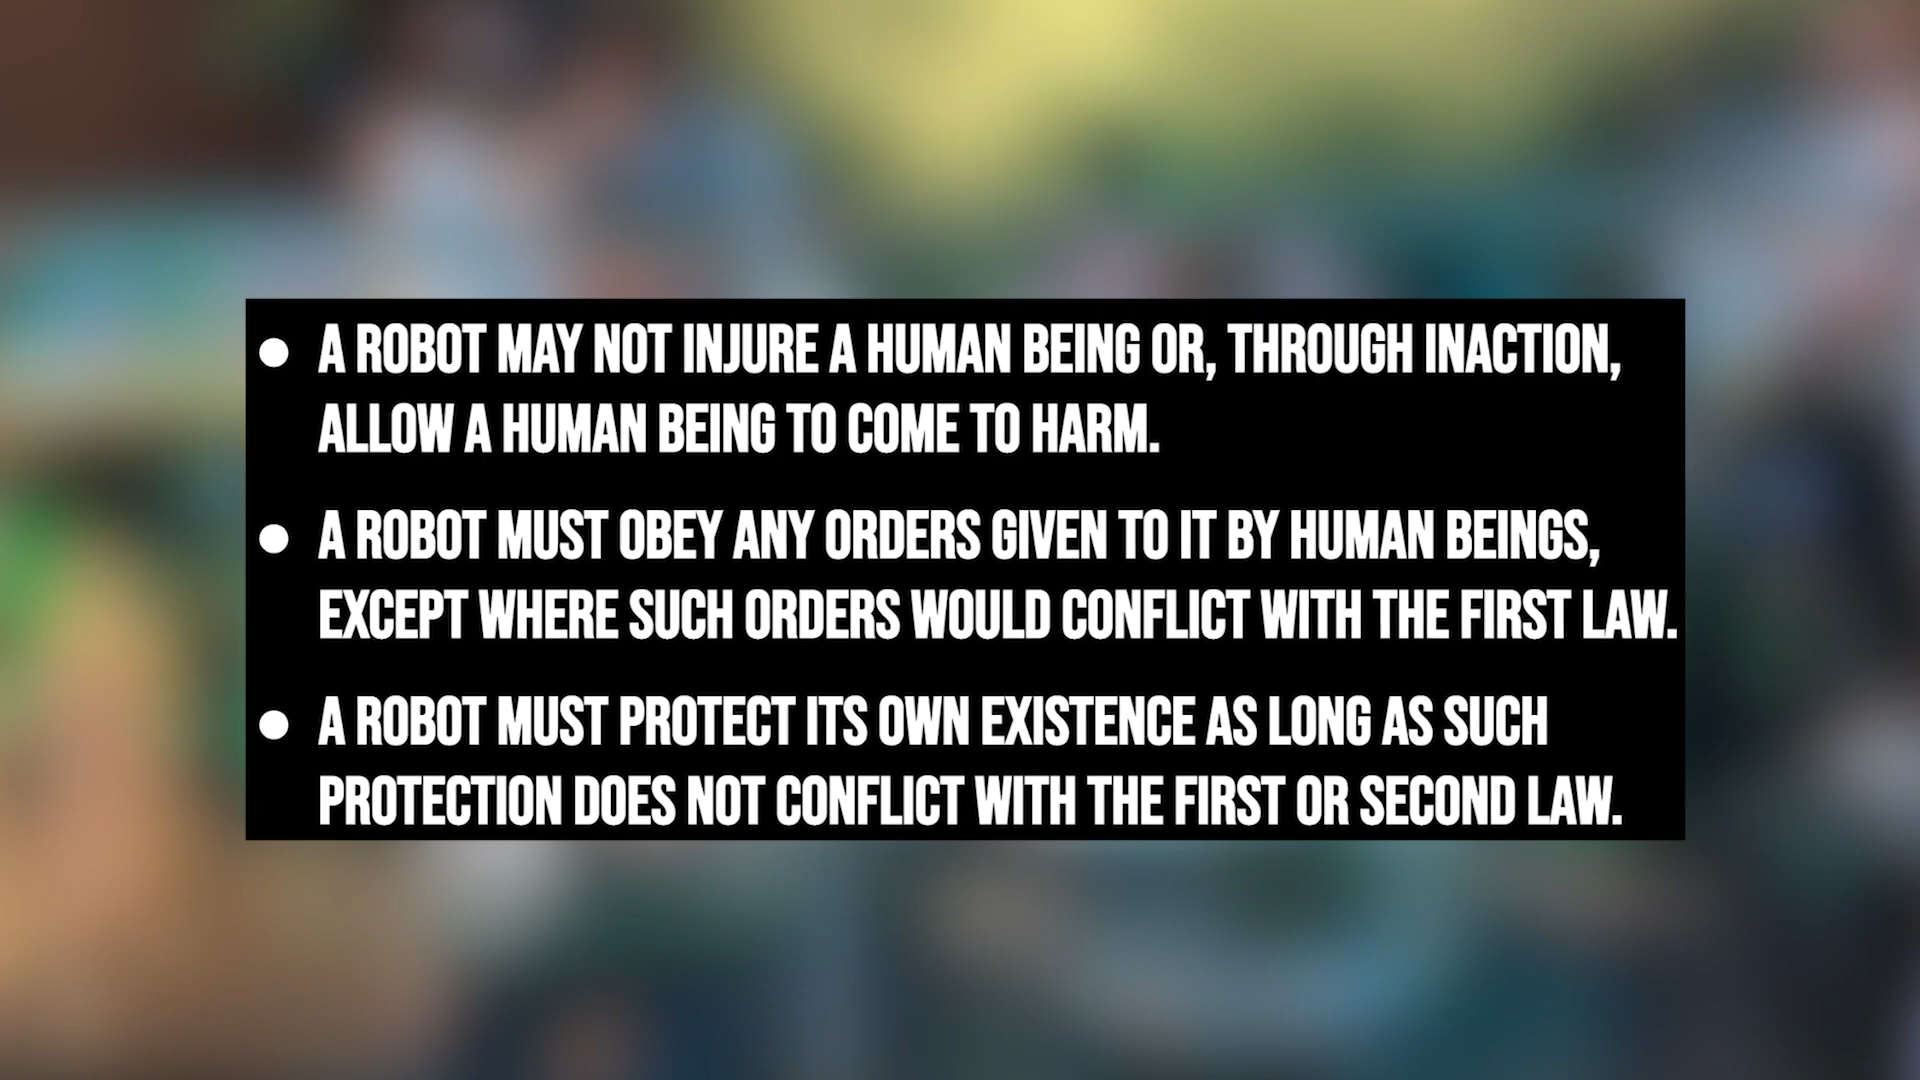 ● A ROBOT MAY NOT INJURE A HUMAN BEING OR, THROUGH INACTION,
ALLOW A HUMAN BEING TO COME TO HARM.
● A ROBOT MUST OBEY ANY ORDERS GIVEN TO IT BY HUMAN BEINGS,
EXCEPT WHERE SUCH ORDERS WOULD CONFLICT WITH THE FIRST LAW.
● A ROBOT MUST PROTECT ITS OWN EXISTENCE AS LONG AS SUCH
PROTECTION DOES NOT CONFLICT WITH THE FIRST OR SECOND LAW.